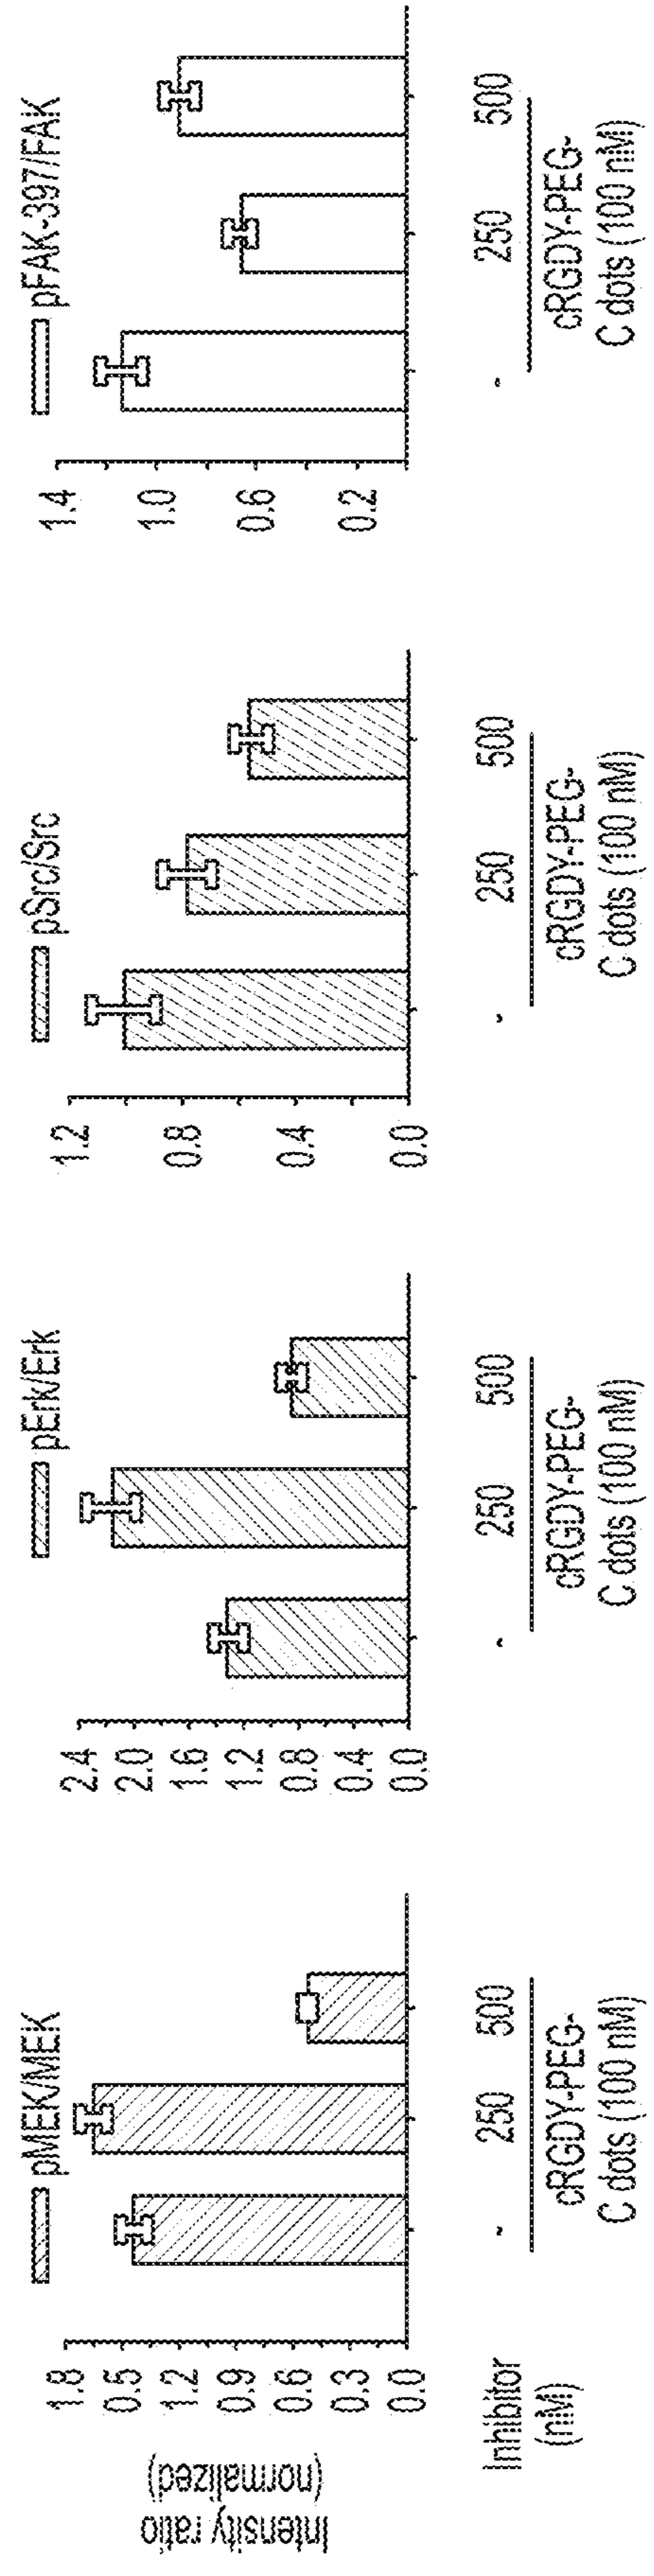 Intensity ratio
(normalized)
pMEK/MEK
1.8
0.5
1.2
0.9
0.6
0.3
0.0
Inhibitor
(nM)
- 250 500
cRGDY-PEG-
C dots (100 nM)
pErk/Erk
2.4
2.0
1.6
1.2
0.8
0.4
0.0
- 250 500
cRGDY-PEG-
C dots (100 nM)
pSrc/Src
1.2
0.8
0.4
0.0
- 250 500
cRGDY-PEG-
C dots (100 nM)
pFAK-397/FAK
1.4
1.0
0.6
0.2
- 250 500
cRGDY-PEG-
C dots (100 nM)